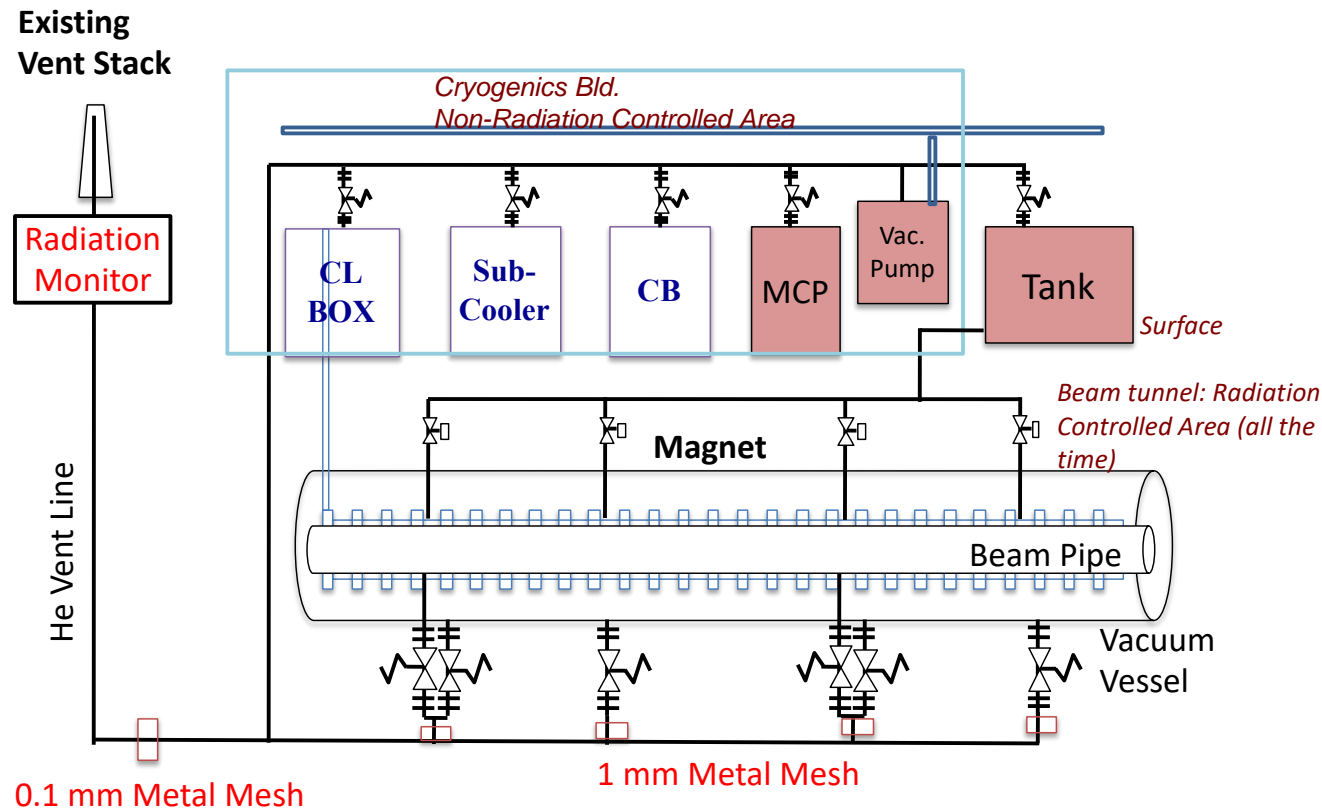 Existing
Vent Stack
Cryogenics Bld.
Non-Radiation Controlled Area
Radiation
Monitor
CL
BOX
Sub-
Cooler
CB
MCP
Vac.
Pump
Tank
Surface
Beam tunnel: Radiation
Controlled Area (all the
time)
Magnet
Beam Pipe
He Vent Line
Vacuum
Vessel
1 mm Metal Mesh
0.1 mm Metal Mesh